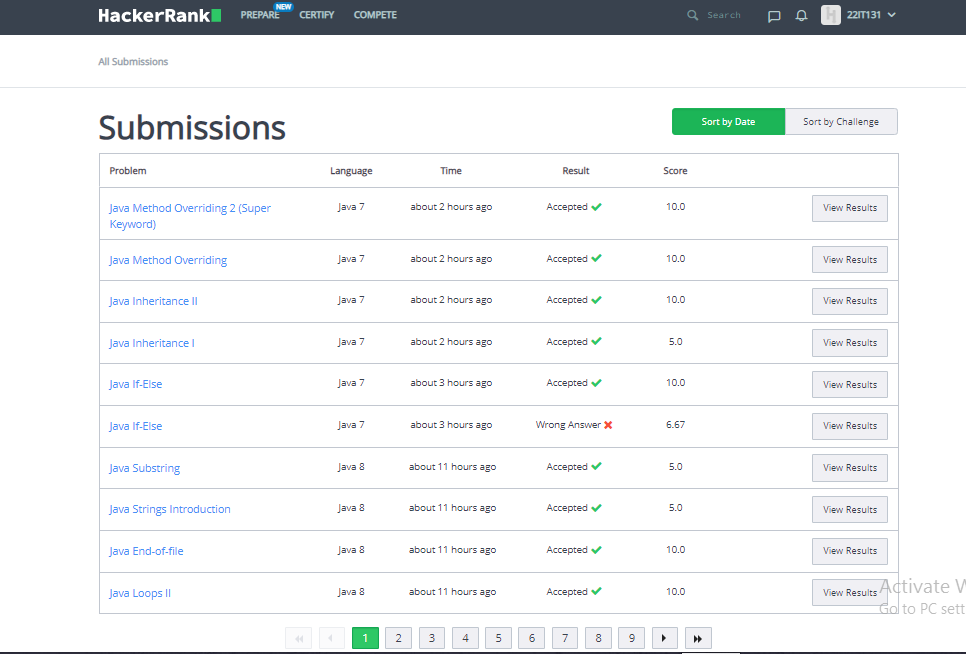 HackerRank PREPARE NEW CERTIFY COMPETE Search 22IT131
All Submissions
Submissions
Sort by Date Sort by Challenge
Problem Language Time Result Score
Java Method Overriding 2 (Super Java 7 about 2 hours ago Accepted 10.0 View Results
Keyword)
Java Method Overriding Java 7 about 2 hours ago Accepted 10.0 View Results
Java Inheritance II Java 7 about 2 hours ago Accepted 10.0 View Results
Java Inheritance I Java 7 about 2 hours ago Accepted 5.0 View Results
Java If-Else Java 7 about 3 hours ago Accepted 10.0 View Results
Java If-Else Java 7 about 3 hours ago Wrong Answer 6.67 View Results
Java Substring Java 8 about 11 hours ago Accepted 5.0 View Results
Java Strings Introduction Java 8 about 11 hours ago Accepted 5.0 View Results
Java End-of-file Java 8 about 11 hours ago Accepted 10.0 View Results
Java Loops II Java 8 about 11 hours ago Accepted 10.0 View Results
Activate W
Go to PC sett
1 2 3 4 5 6 7 8 9